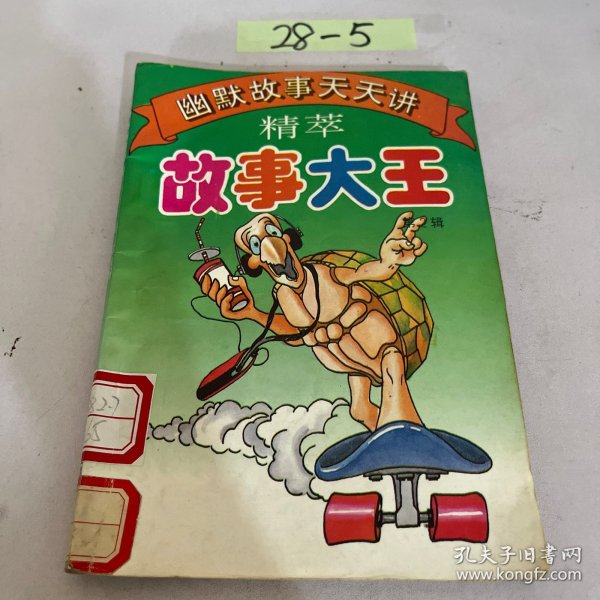 28-5
幽默故事天天讲
精萃
故事大王
辑
孔夫子旧书网
www.kongfz.com